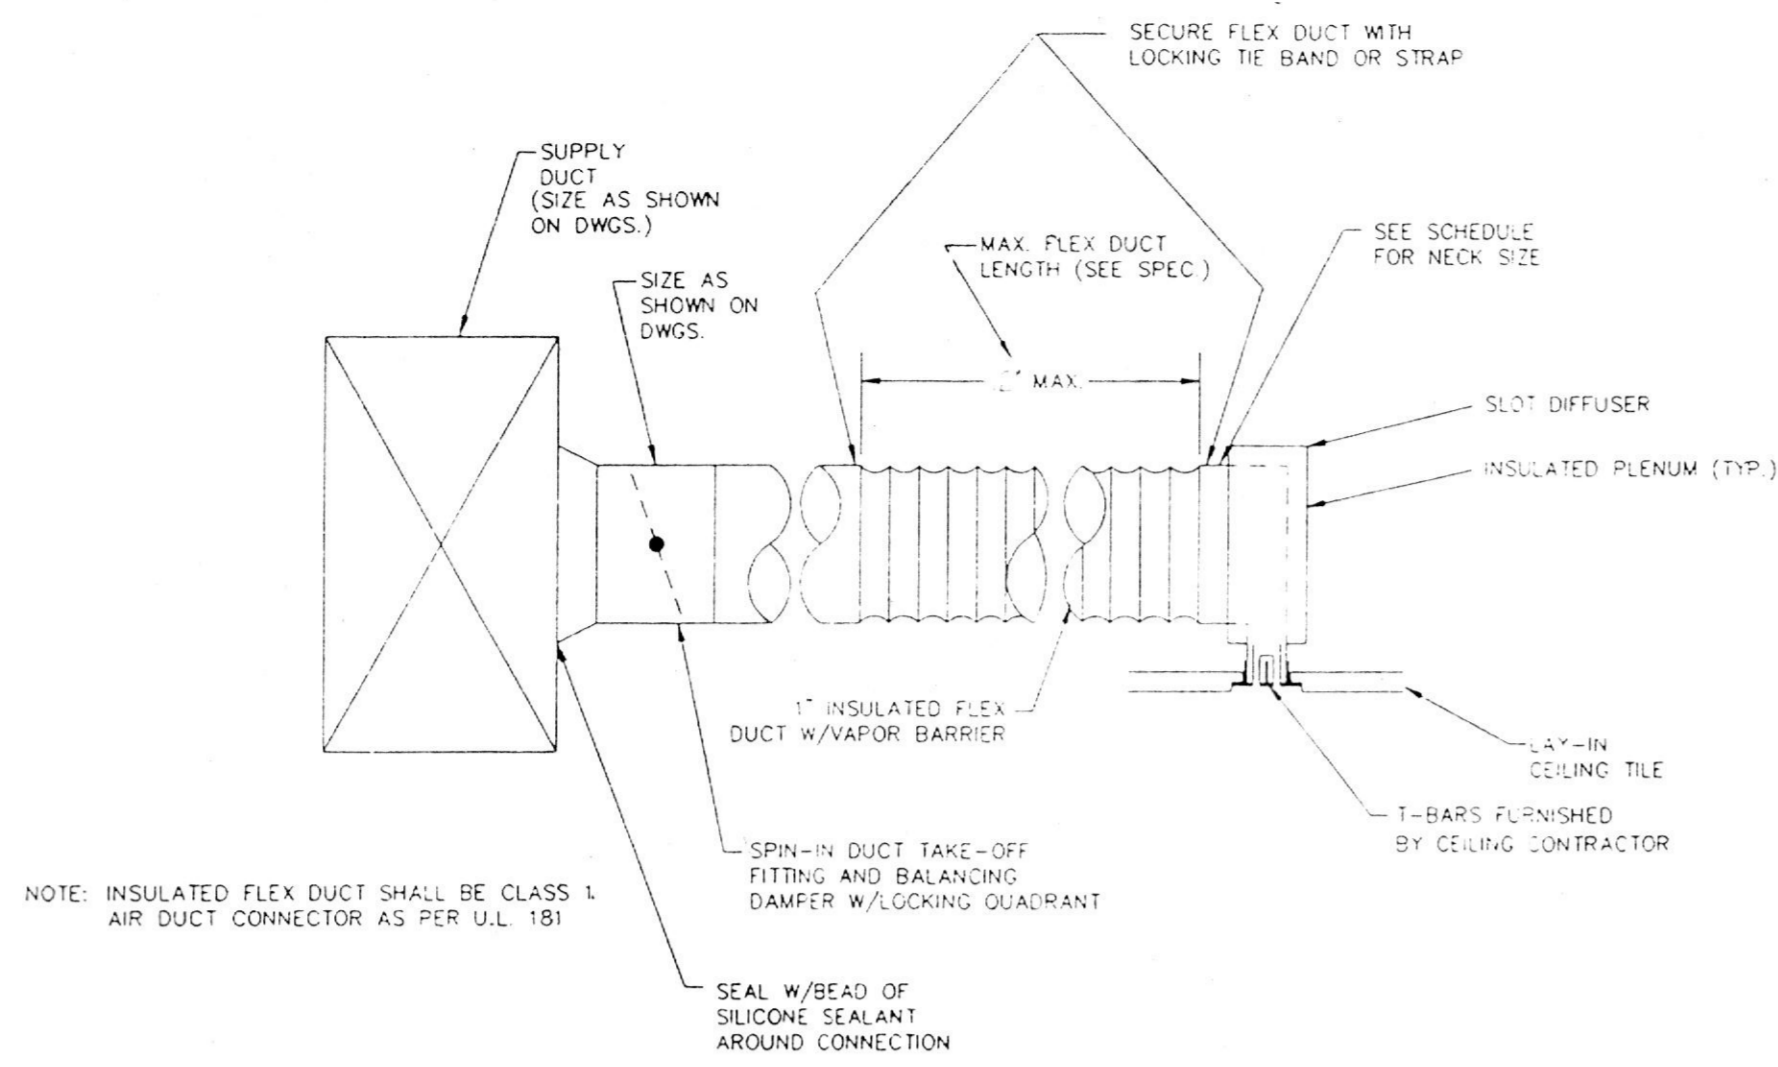 SECURE FLEX DUCT WITH
LOCKING TIE BAND OR STRAP
SUPPLY
DUCT
(SIZE AS SHOWN
ON DWGS.)
SIZE AS
SHOWN ON
DWGS.
MAX. FLEX DUCT
LENGTH (SEE SPEC.)
SEE SCHEDULE
FOR NECK SIZE
MAX.
SLOT DIFFUSER
INSULATED PLENUM (TYP.)
1" INSULATED FLEX
DUCT W/VAPOR BARRIER
LAY-IN
CEILING TILE
T-BARS FURNISHED
BY CEILING CONTRACTOR
SPIN-IN DUCT TAKE-OFF
FITTING AND BALANCING
DAMPER W/LOCKING QUADRANT
NOTE: INSULATED FLEX DUCT SHALL BE CLASS 1.
AIR DUCT CONNECTOR AS PER U.L. 181
SEAL W/BEAD OF
SILICONE SEALANT
AROUND CONNECTION